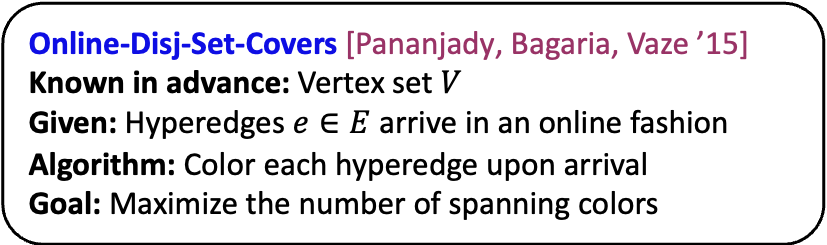 Online-Disj-Set-Covers [Pananjady, Bagaria, Vaze ’15]
Known in advance: Vertex set 𝑉
Given: Hyperedges 𝑒 ∈ 𝐸 arrive in an online fashion
Algorithm: Color each hyperedge upon arrival
Goal: Maximize the number of spanning colors